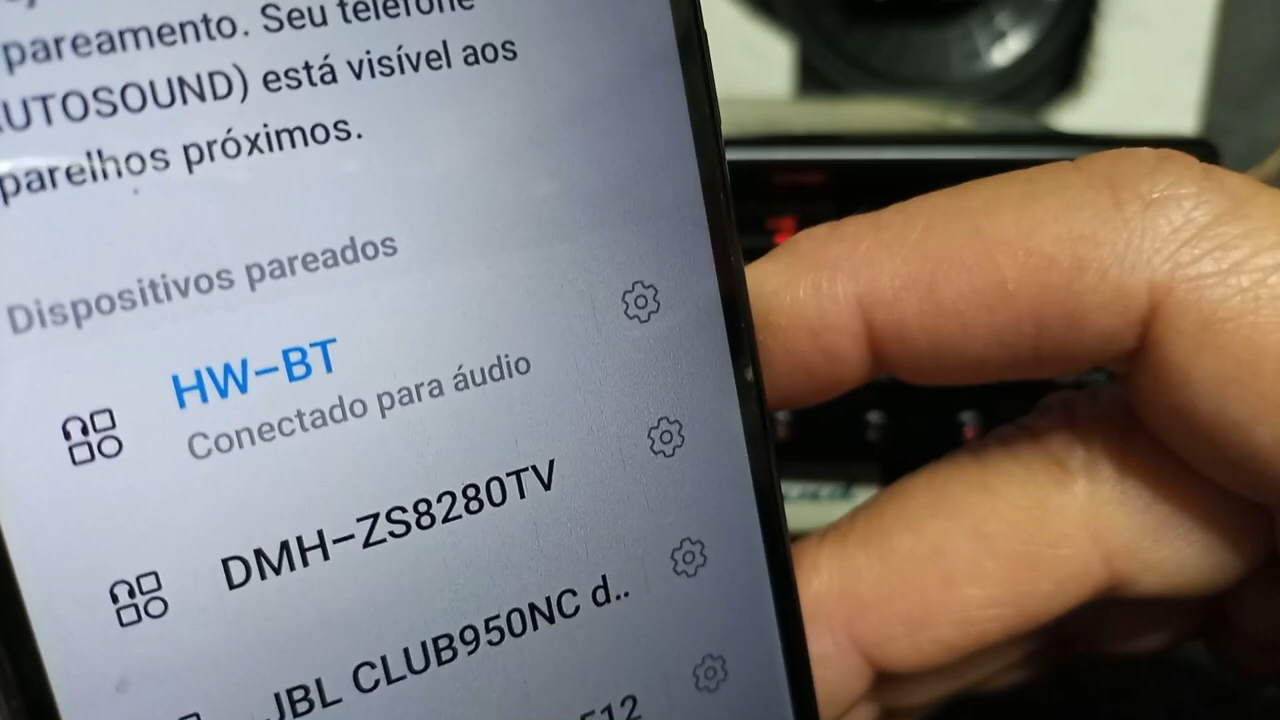 pareamento. Seu telefone
UTOSOUND) está visível aos
parelhos próximos.
Dispositivos pareados
HW-BT
Conectado para áudio
DMH-ZS8280TV
JBL CLUB950NC d..
512